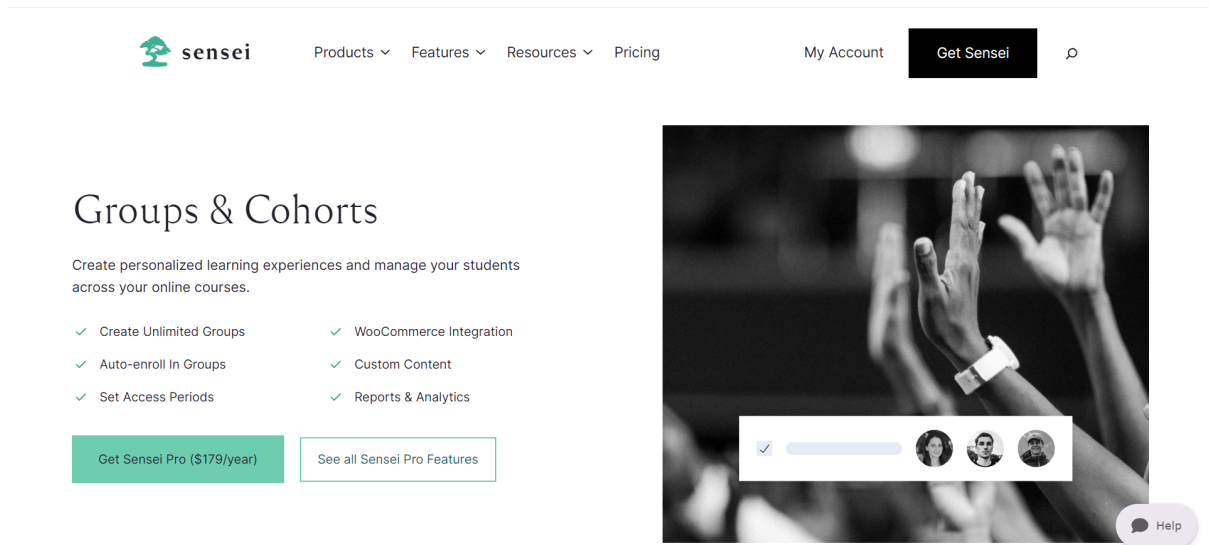 sensei
Products
Features
Resources
Pricing
My Account
Get Sensei
Groups & Cohorts
Create personalized learning experiences and manage your students
across your online courses.
Create Unlimited Groups
WooCommerce Integration
Auto-enroll In Groups
Custom Content
Set Access Periods
Reports & Analytics
Get Sensei Pro ($179/year)
See all Sensei Pro Features
Help